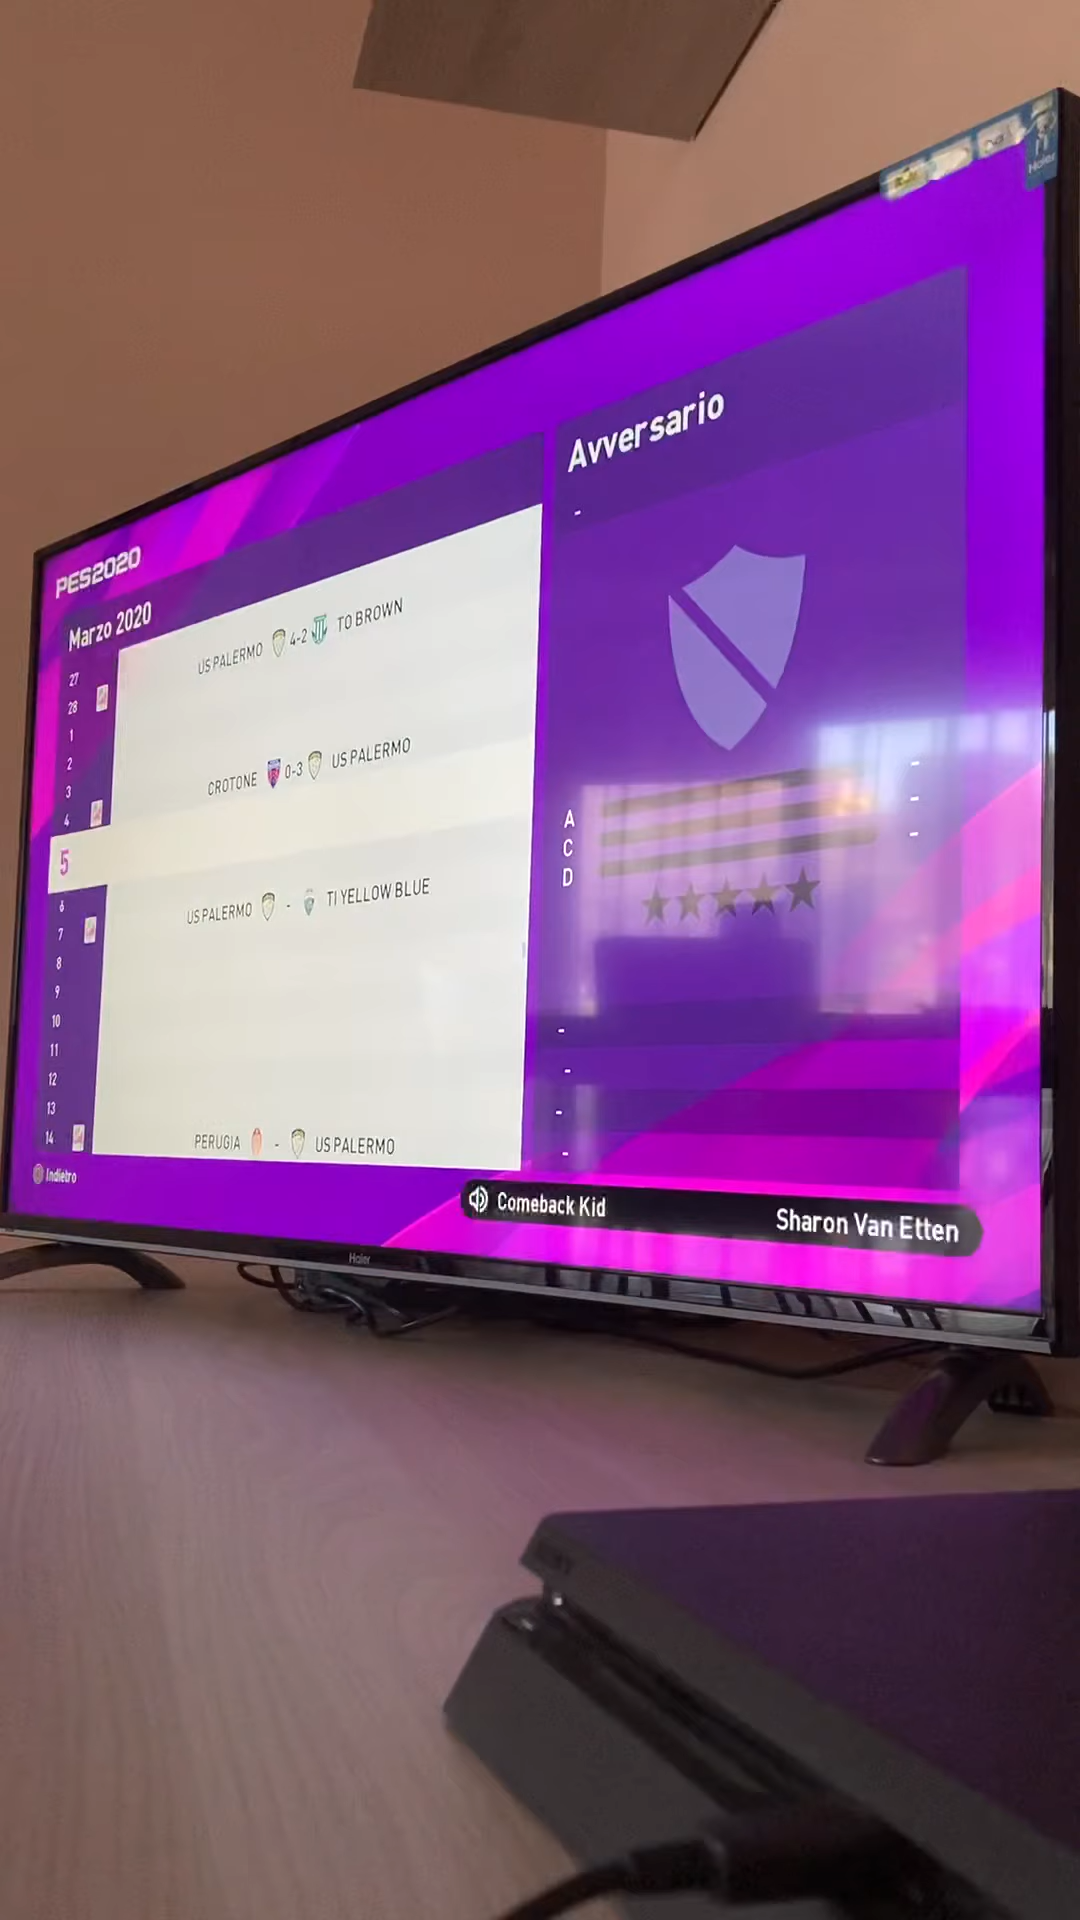 Haier
PES2020
Marzo 2020
27
28
US PALERMO 4-2 TO BROWN
1
2
3
4
CROTONE 0-3 US PALERMO
5
6
7
US PALERMO - TI YELLOW BLUE
8
9
10
11
12
13
14
PERUGIA - US PALERMO
Indietro
Avversario
-
A -
C -
D -
-
-
-
-
Comeback Kid
Sharon Van Etten
Haier